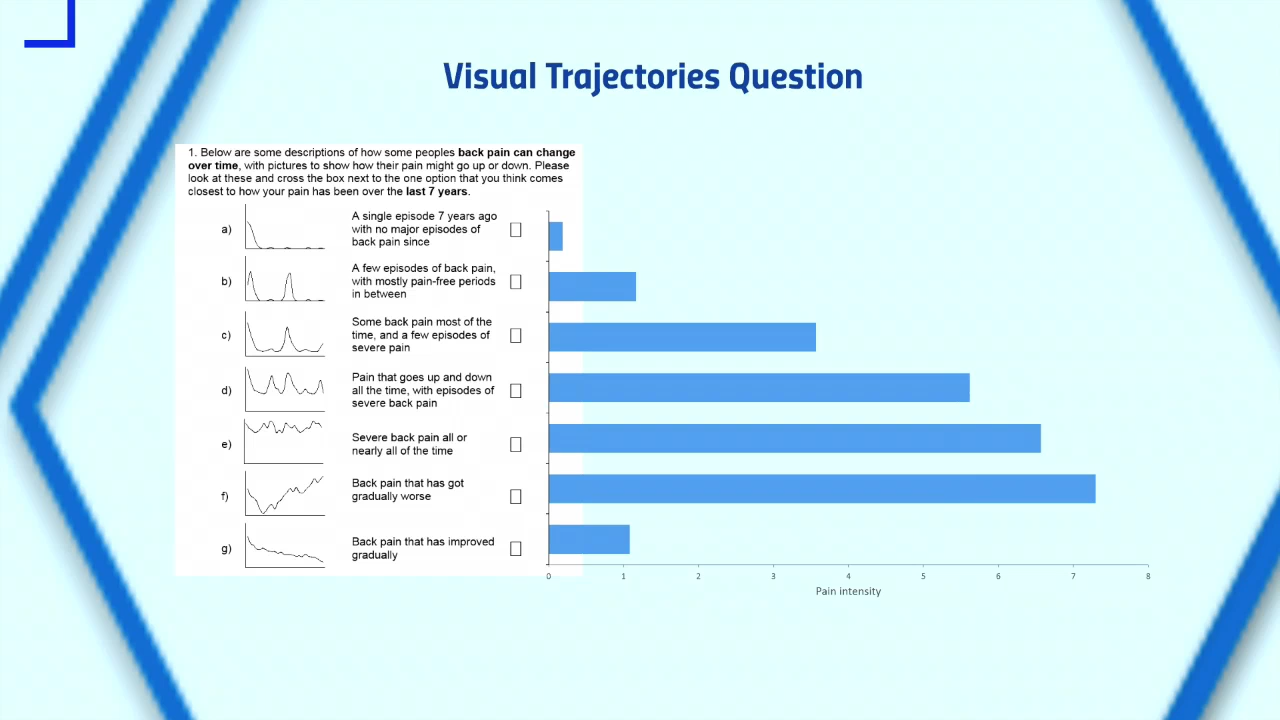 Visual Trajectories Question
1. Below are some descriptions of how some peoples back pain can change
over time, with pictures to show how their pain might go up or down. Please
look at these and cross the box next to the one option that you think comes
closest to how your pain has been over the last 7 years.
a)
A single episode 7 years ago
with no major episodes of
back pain since
b)
A few episodes of back pain,
with mostly pain-free periods
in between
c)
Some back pain most of the
time, and a few episodes of
severe pain
d)
Pain that goes up and down
all the time, with episodes of
severe back pain
e)
Severe back pain all or
nearly all of the time
f)
Back pain that has got
gradually worse
g)
Back pain that has improved
gradually
0 1 2 3 4 5 6 7 8
Pain intensity